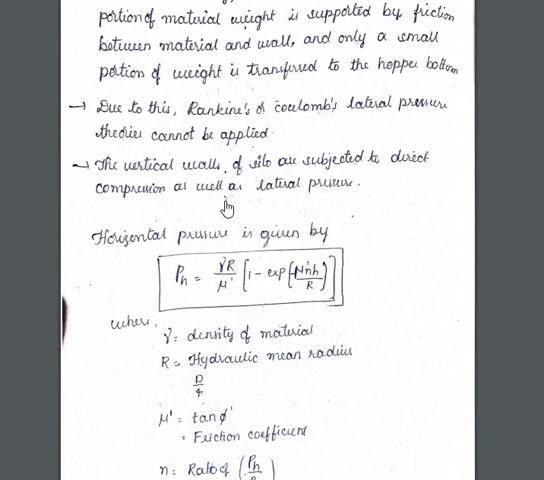 portion of material weight is supported by friction
between material and wall, and only a small
portion of weight is transferred to the hopper bottom
→ Due to this, Rankine's & coulomb's lateral pressure
theories cannot be applied.
→ The vertical walls of silo are subjected to direct
compression as well as lateral pressure.
Horizontal pressure is given by
Ph = γR/μ' [1 - exp(μ'nh/R)]
where,
γ = density of material
R = Hydraulic mean radius
D/4
μ' = tanφ'
= Friction coefficient
n = Ratio of (Ph/